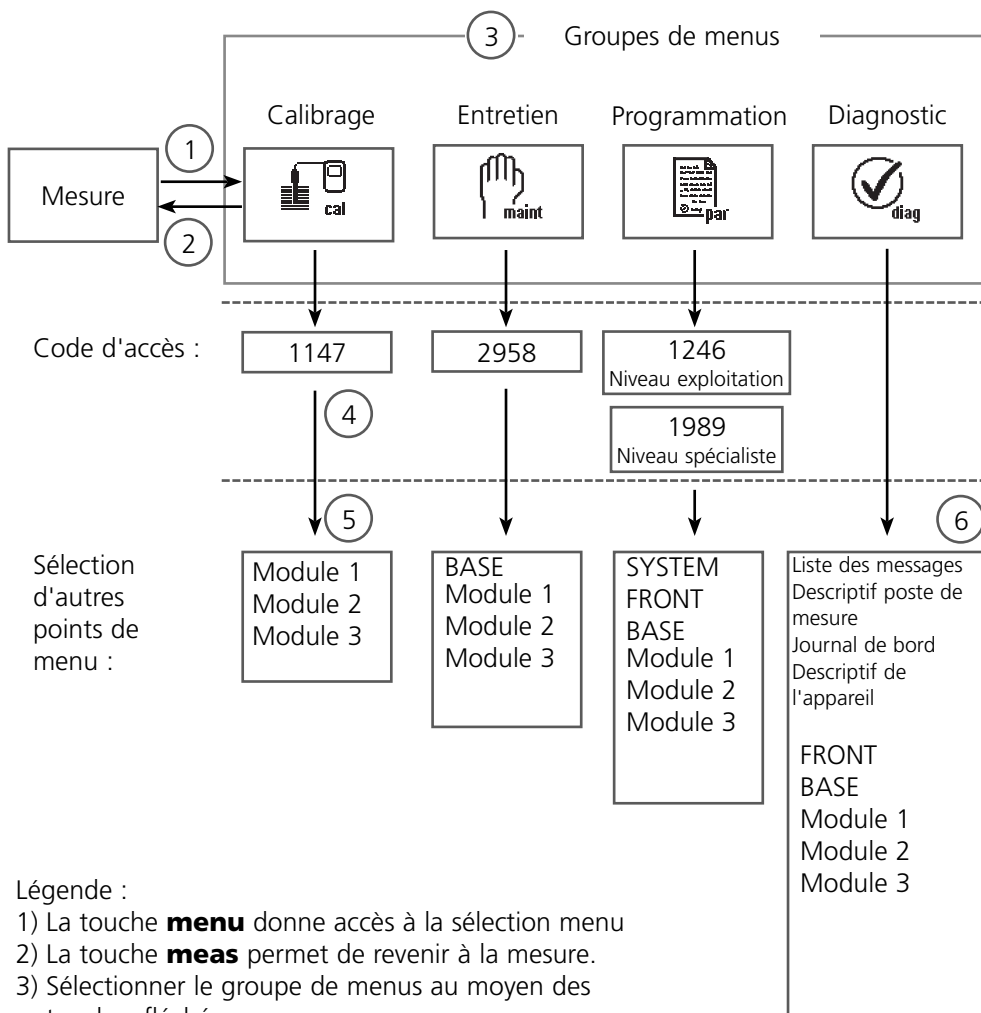 3 Groupes de menus
Calibrage Entretien Programmation Diagnostic
1
Mesure
cal maint par diag
2
Code d'accès : 1147 2958 1246
Niveau exploitation
4
1989
Niveau spécialiste
5 6
Sélection
d'autres
points de
menu :
Module 1
Module 2
Module 3
BASE
Module 1
Module 2
Module 3
SYSTEM
FRONT
BASE
Module 1
Module 2
Module 3
Liste des messages
Descriptif poste de
mesure
Journal de bord
Descriptif de
l'appareil
FRONT
BASE
Module 1
Module 2
Module 3
Légende :
1) La touche menu donne accès à la sélection menu
2) La touche meas permet de revenir à la mesure.
3) Sélectionner le groupe de menus au moyen des